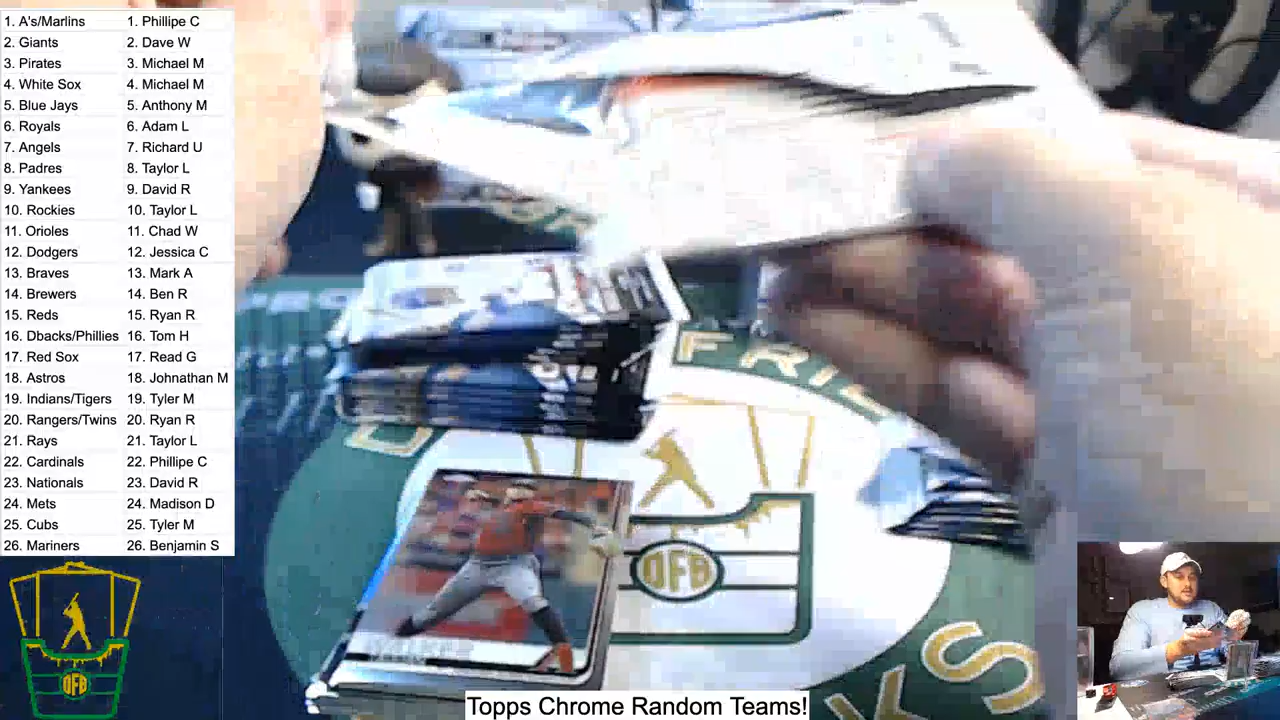 1. A's/Marlins 1. Phillipe C
2. Giants 2. Dave W
3. Pirates 3. Michael M
4. White Sox 4. Michael M
5. Blue Jays 5. Anthony M
6. Royals 6. Adam L
7. Angels 7. Richard U
8. Padres 8. Taylor L
9. Yankees 9. David R
10. Rockies 10. Taylor L
11. Orioles 11. Chad W
12. Dodgers 12. Jessica C
13. Braves 13. Mark A
14. Brewers 14. Ben R
15. Reds 15. Ryan R
16. Dbacks/Phillies 16. Tom H
17. Red Sox 17. Read G
18. Astros 18. Johnathan M
19. Indians/Tigers 19. Tyler M
20. Rangers/Twins 20. Ryan R
21. Rays 21. Taylor L
22. Cardinals 22. Phillipe C
23. Nationals 23. David R
24. Mets 24. Madison D
25. Cubs 25. Tyler M
26. Mariners 26. Benjamin S
OFB
OFB
Topps Chrome Random Teams!